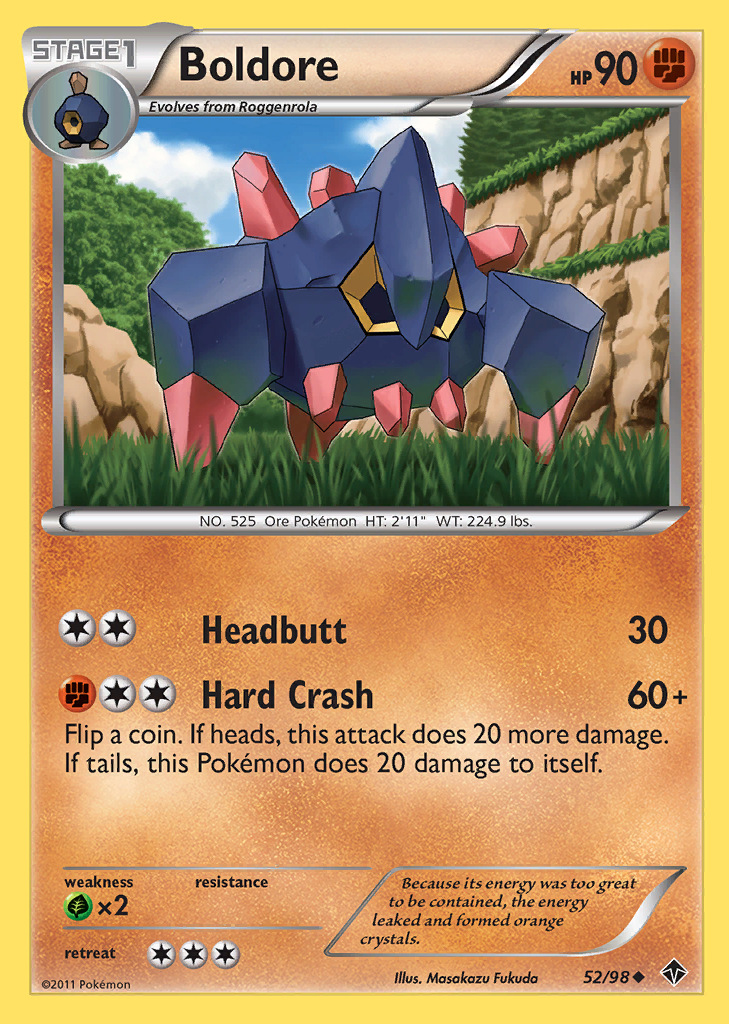 STAGE1
Boldore
HP 90
Evolves from Roggenrola
NO. 525 Ore Pokémon HT: 2'11" WT: 224.9 lbs.
Headbutt 30
Hard Crash 60+
Flip a coin. If heads, this attack does 20 more damage.
If tails, this Pokémon does 20 damage to itself.
weakness resistance
×2
retreat
Because its energy was too great
to be contained, the energy
leaked and formed orange
crystals.
©2011 Pokémon
Illus. Masakazu Fukuda
52/98